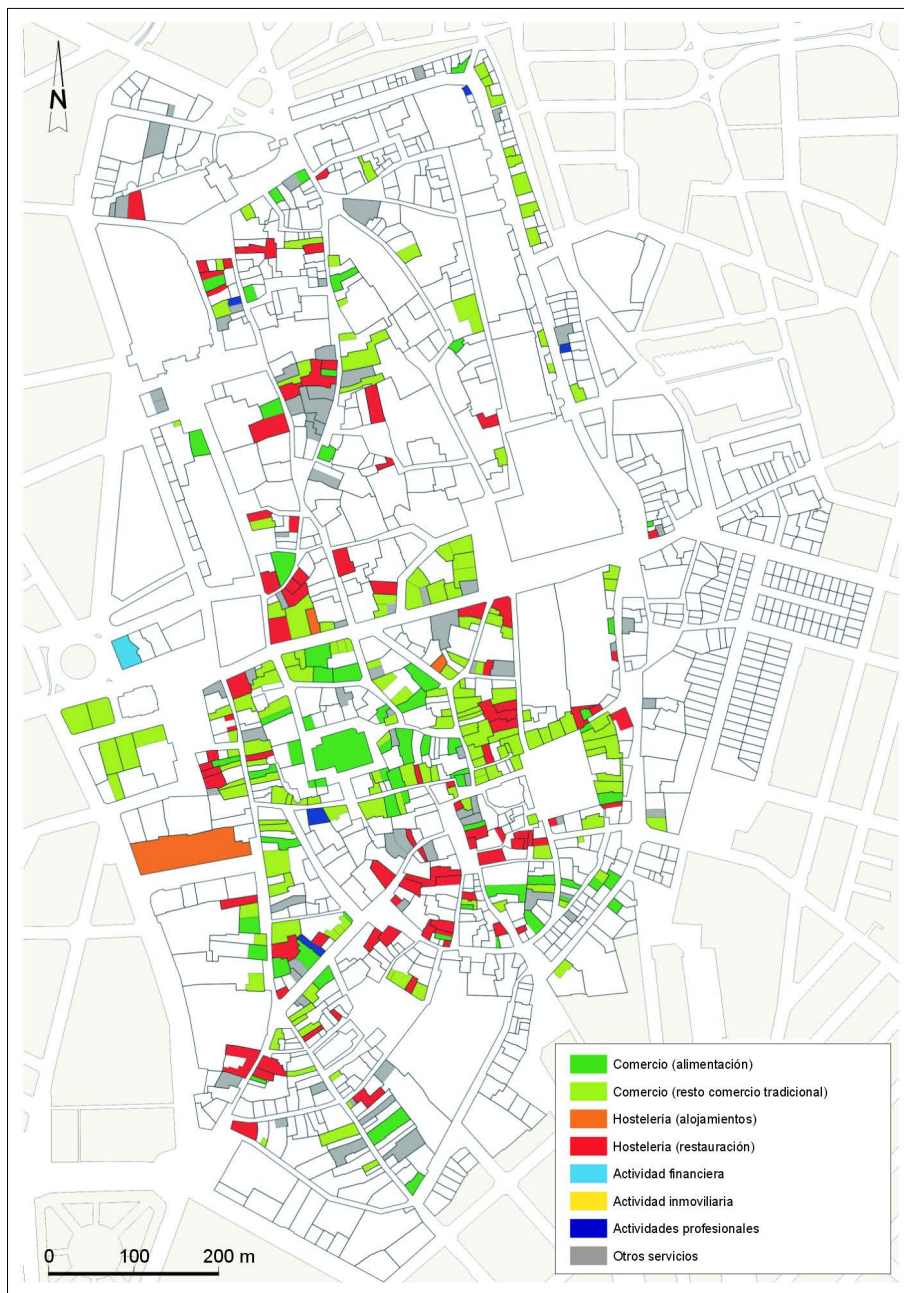 N
Comercio (alimentación)
Comercio (resto comercio tradicional)
Hostelería (alojamientos)
Hostelería (restauración)
Actividad financiera
Actividad inmoviliaria
Actividades profesionales
Otros servicios
0 100 200 m